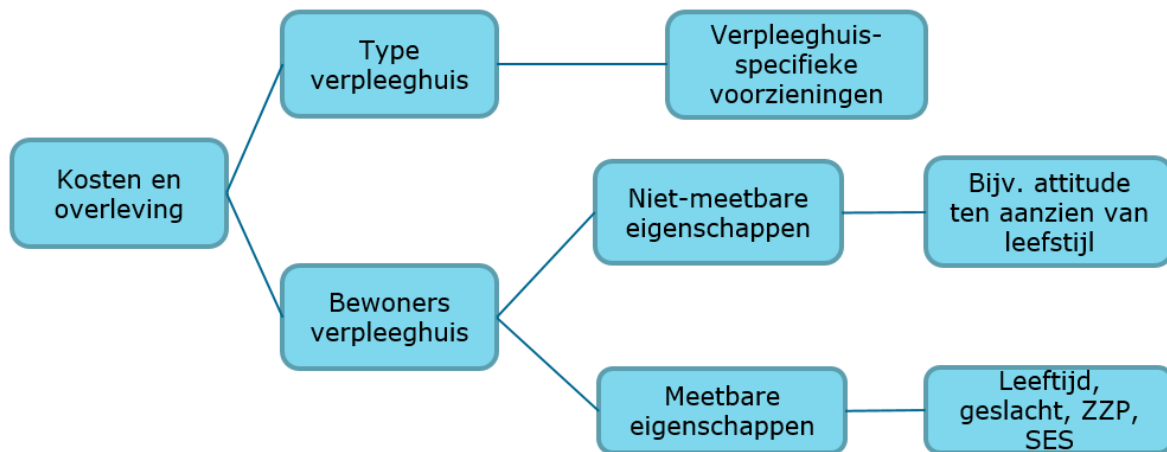 Type
verpleeghuis
Verpleeghuis-
specifieke
voorzieningen
Kosten en
overleving
Niet-meetbare
eigenschappen
Bijv. attitude
ten aanzien van
leefstijl
Bewoners
verpleeghuis
Meetbare
eigenschappen
Leeftijd,
geslacht, ZZP,
SES